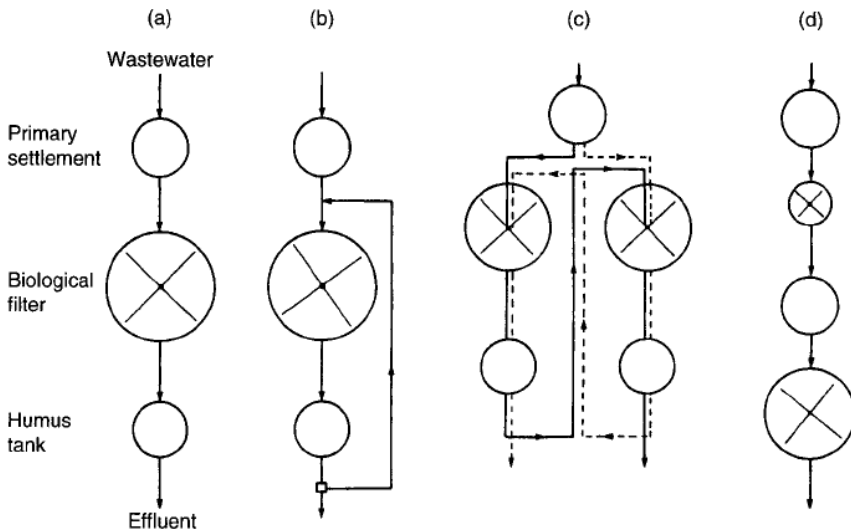 (a)
(b)
(c)
(d)
Wastewater
Primary
settlement
Biological
filter
Humus
tank
Effluent